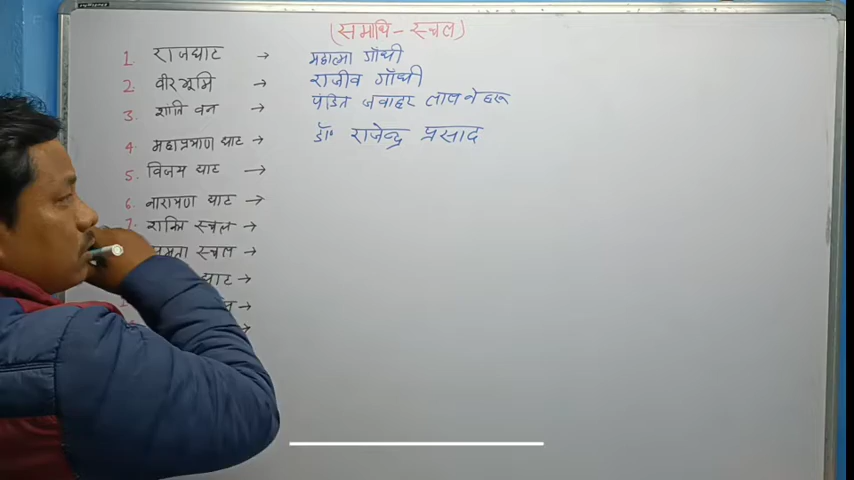 (समाधि - स्थल)
1. राजघाट → महात्मा गाँधी
2. वीर भूमि → राजीव गाँधी
3. शांति वन → पंडित जवाहर लाल नेहरू
4. महाप्रयाण घाट → डॉ॰ राजेन्द्र प्रसाद
5. विजय घाट →
6. नारायण घाट →
7. शक्ति स्थल →
समता स्थल →
घाट →
→
→